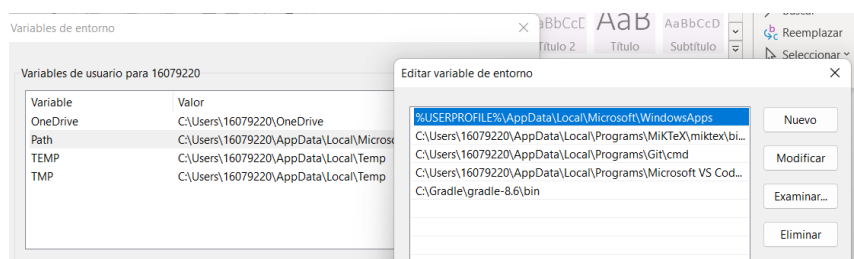 Variables de entorno
AaBbCcD
AaB
AaBbCcD
Título 2
Título
Subtítulo
Reemplazar
Seleccionar
Variables de usuario para 16079220
Variable Valor
OneDrive C:\Users\16079220\OneDrive
Path C:\Users\16079220\AppData\Local\Microsо
TEMP C:\Users\16079220\AppData\Local\Temp
TMP C:\Users\16079220\AppData\Local\Temp
Editar variable de entorno
%USERPROFILE%\AppData\Local\Microsoft\WindowsApps
C:\Users\16079220\AppData\Local\Programs\MiKTeX\miktex\bi...
C:\Users\16079220\AppData\Local\Programs\Git\cmd
C:\Users\16079220\AppData\Local\Programs\Microsoft VS Cod...
C:\Gradle\gradle-8.6\bin
Nuevo
Modificar
Examinar...
Eliminar